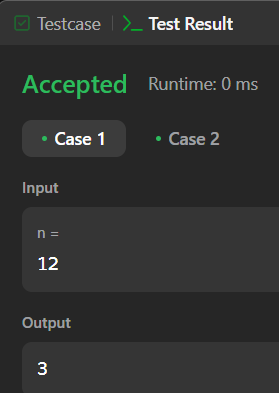 Testcase | Test Result
Accepted Runtime: 0 ms
Case 1 Case 2
Input
n =
12
Output
3